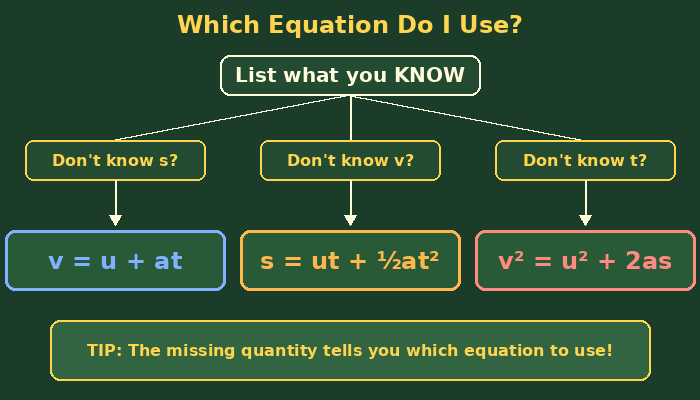 Which Equation Do I Use?
List what you KNOW
Don't know s?
Don't know v?
Don't know t?
v = u + at
s = ut + ½at²
v² = u² + 2as
TIP: The missing quantity tells you which equation to use!